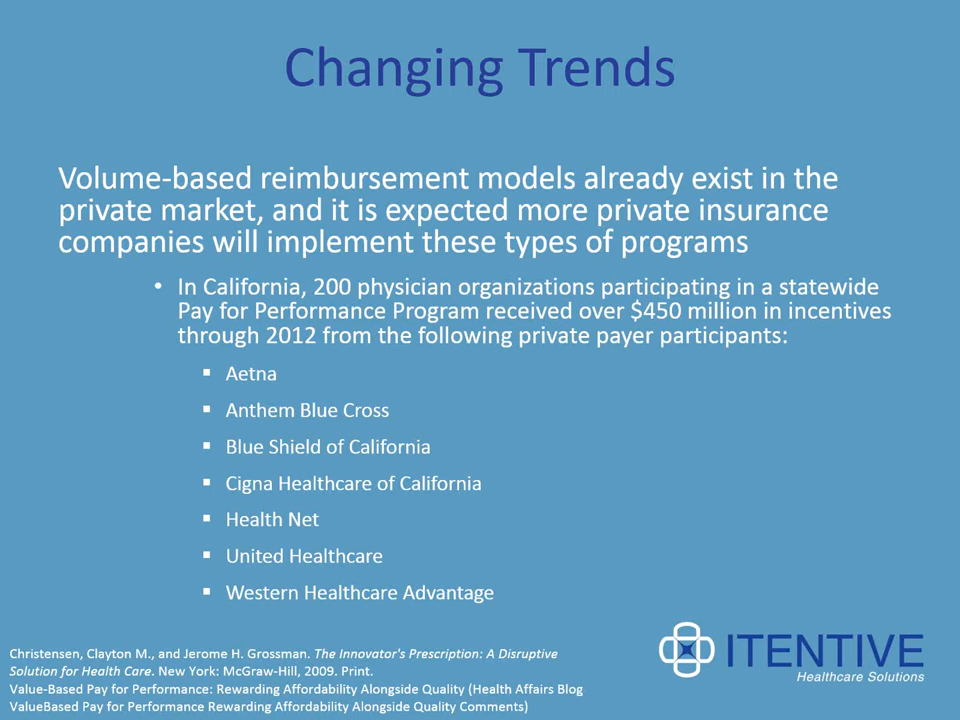 Changing Trends
Volume-based reimbursement models already exist in the
private market, and it is expected more private insurance
companies will implement these types of programs
• In California, 200 physician organizations participating in a statewide
Pay for Performance Program received over $450 million in incentives
through 2012 from the following private payer participants:
▪ Aetna
▪ Anthem Blue Cross
▪ Blue Shield of California
▪ Cigna Healthcare of California
▪ Health Net
▪ United Healthcare
▪ Western Healthcare Advantage
Christensen, Clayton M., and Jerome H. Grossman. The Innovator's Prescription: A Disruptive
Solution for Health Care. New York: McGraw-Hill, 2009. Print.
Value-Based Pay for Performance: Rewarding Affordability Alongside Quality (Health Affairs Blog
ValueBased Pay for Performance Rewarding Affordability Alongside Quality Comments)
ITENTIVE
Healthcare Solutions